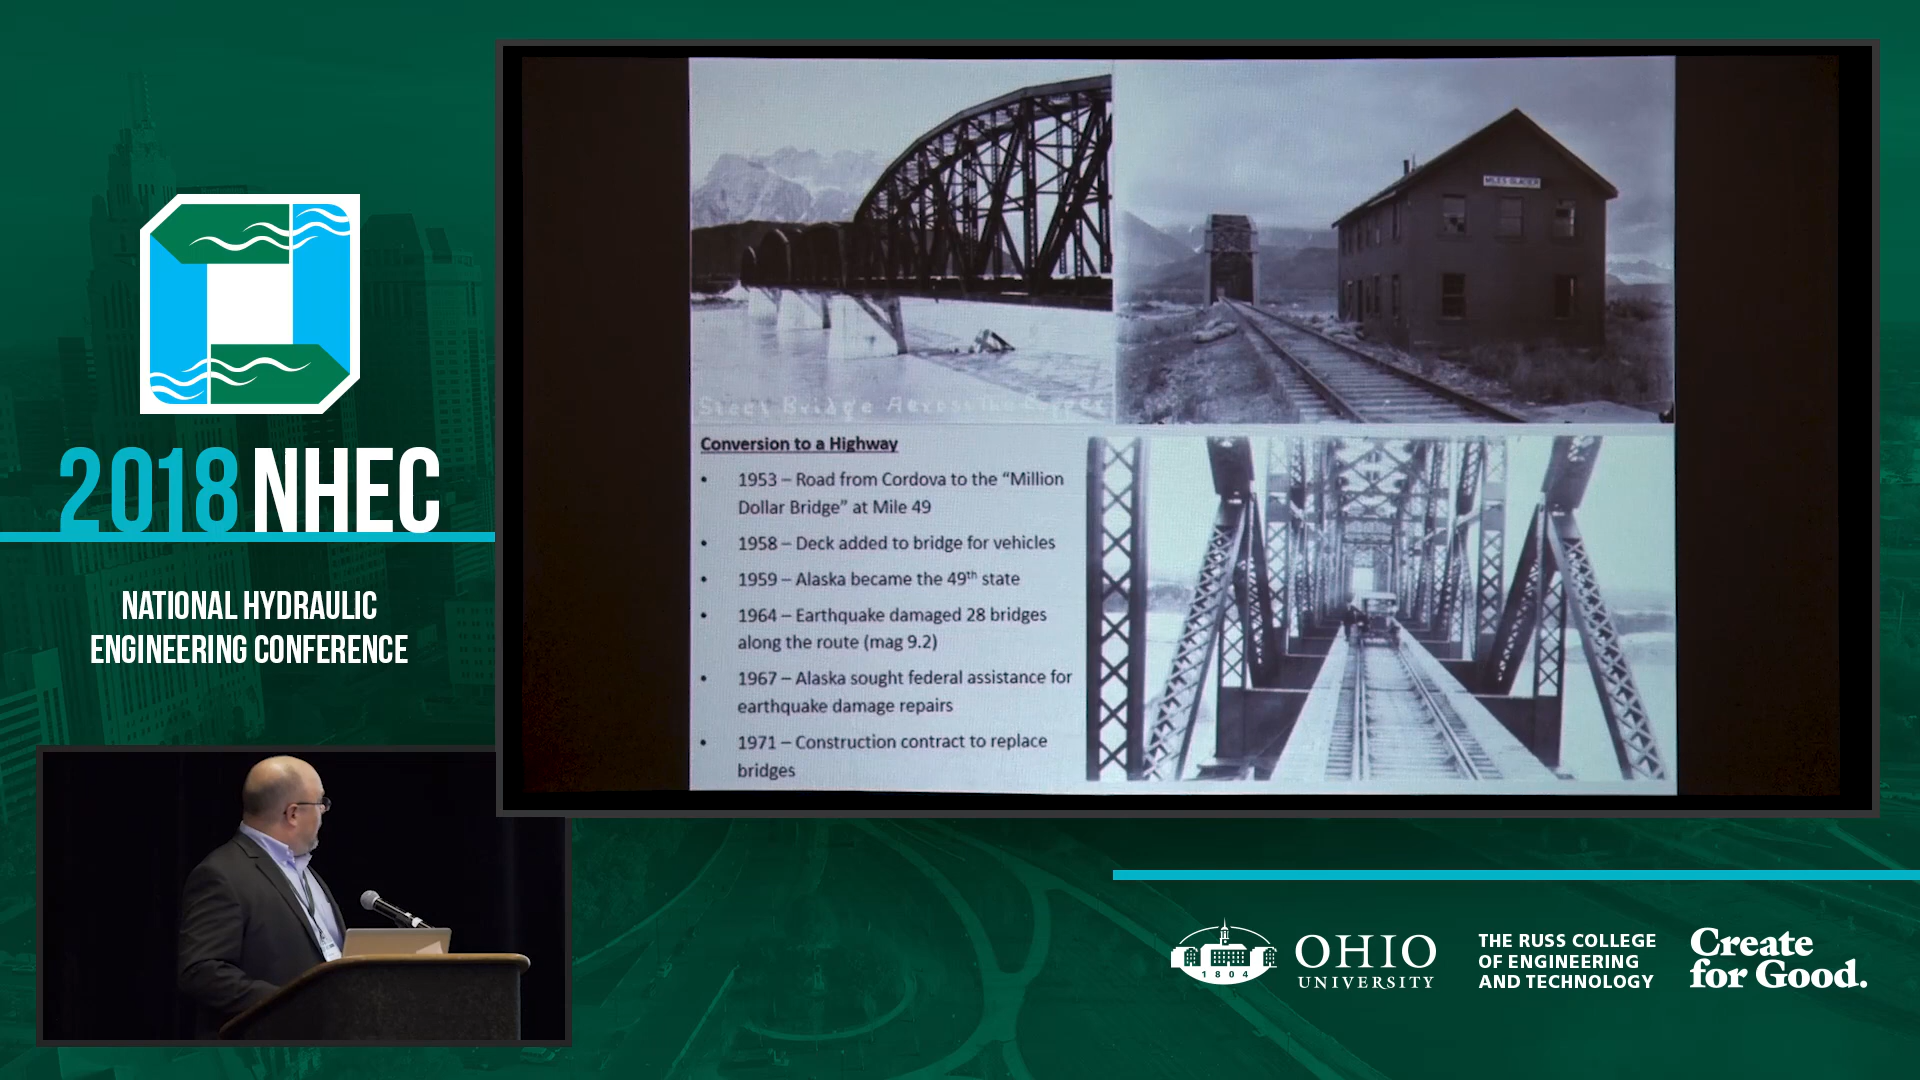 2018 NHEC
NATIONAL HYDRAULIC
ENGINEERING CONFERENCE
MILES GLACIER
Steel Bridge Across The Copper
Conversion to a Highway
• 1953 – Road from Cordova to the “Million
Dollar Bridge” at Mile 49
• 1958 – Deck added to bridge for vehicles
• 1959 – Alaska became the 49th state
• 1964 – Earthquake damaged 28 bridges
along the route (mag 9.2)
• 1967 – Alaska sought federal assistance for
earthquake damage repairs
• 1971 – Construction contract to replace
bridges
1804
OHIO
UNIVERSITY
THE RUSS COLLEGE
OF ENGINEERING
AND TECHNOLOGY
Create
for Good.